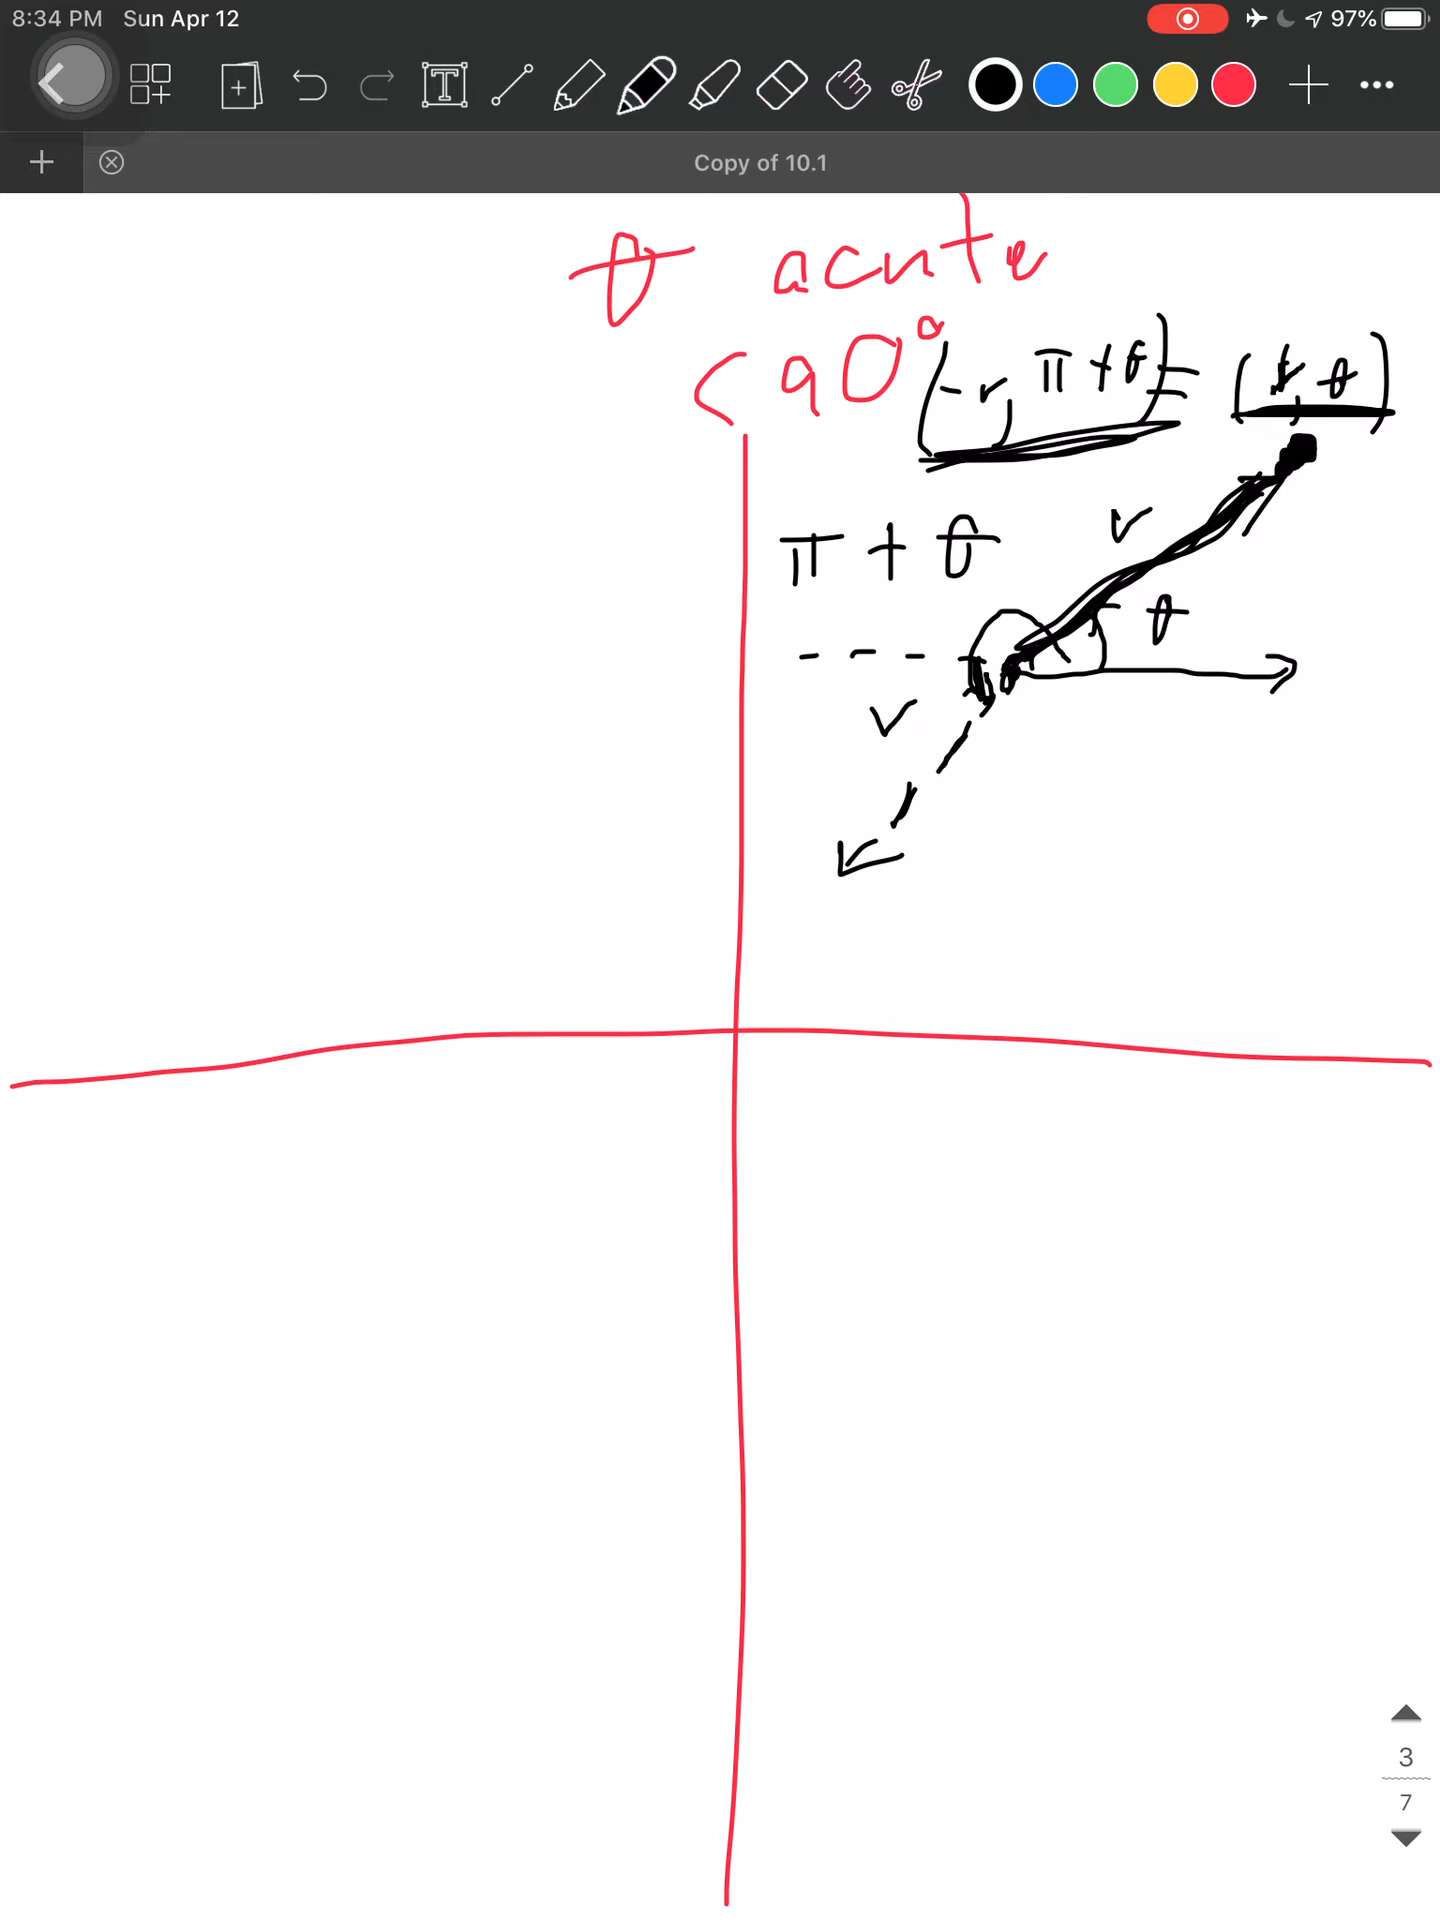 8:34 PM Sun Apr 12 97%
T
Copy of 10.1
θ acute
< 90°
(-r, π + θ) = (r, θ)
π + θ r
θ
r
3
7